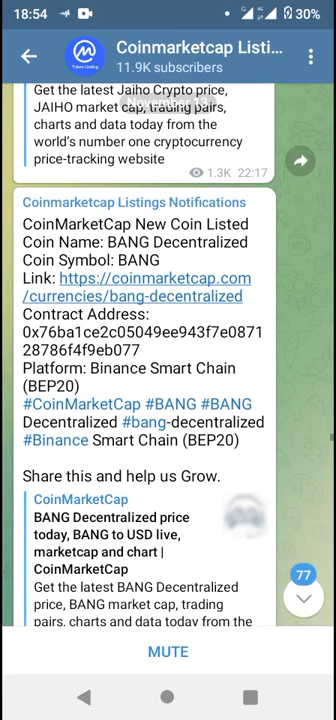 18:54
30%
Coinmarketcap Listi...
11.9K subscribers
Get the latest Jaiho Crypto price,
November 13
JAIHO market cap, trading pairs,
charts and data today from the
world's number one cryptocurrency
price-tracking website
1.3K 22:17
Coinmarketcap Listings Notifications
CoinMarketCap New Coin Listed
Coin Name: BANG Decentralized
Coin Symbol: BANG
Link: https://coinmarketcap.com
/currencies/bang-decentralized
Contract Address:
0x76ba1ce2c05049ee943f7e0871
28786f4f9eb077
Platform: Binance Smart Chain
(BEP20)
#CoinMarketCap #BANG #BANG
Decentralized #bang-decentralized
#Binance Smart Chain (BEP20)
Share this and help us Grow.
CoinMarketCap
BANG Decentralized price
today, BANG to USD live,
marketcap and chart |
CoinMarketCap
Get the latest BANG Decentralized
price, BANG market cap, trading
pairs, charts and data today from the
77
MUTE